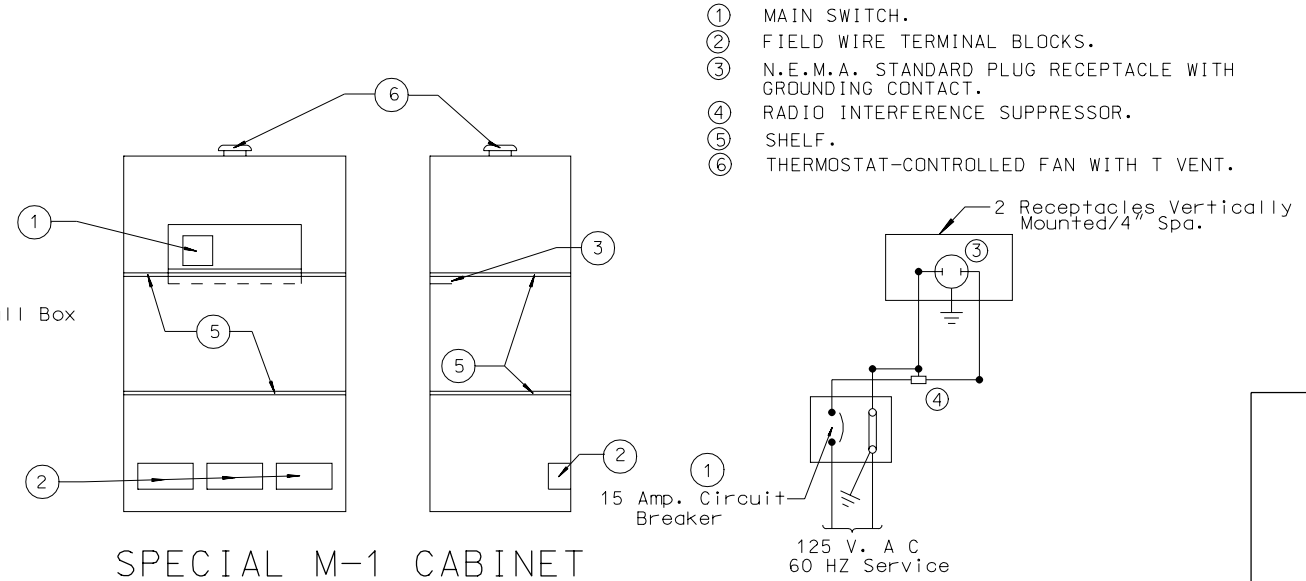 ① MAIN SWITCH.
② FIELD WIRE TERMINAL BLOCKS.
③ N.E.M.A. STANDARD PLUG RECEPTACLE WITH
GROUNDING CONTACT.
④ RADIO INTERFERENCE SUPPRESSOR.
⑤ SHELF.
⑥ THERMOSTAT-CONTROLLED FAN WITH T VENT.
6
1
3
5
5
2
2
Box
2 Receptacles Vertically
Mounted/4" Spa.
3
4
1
15 Amp. Circuit
Breaker
125 V. A C
60 HZ Service
SPECIAL M-1 CABINET